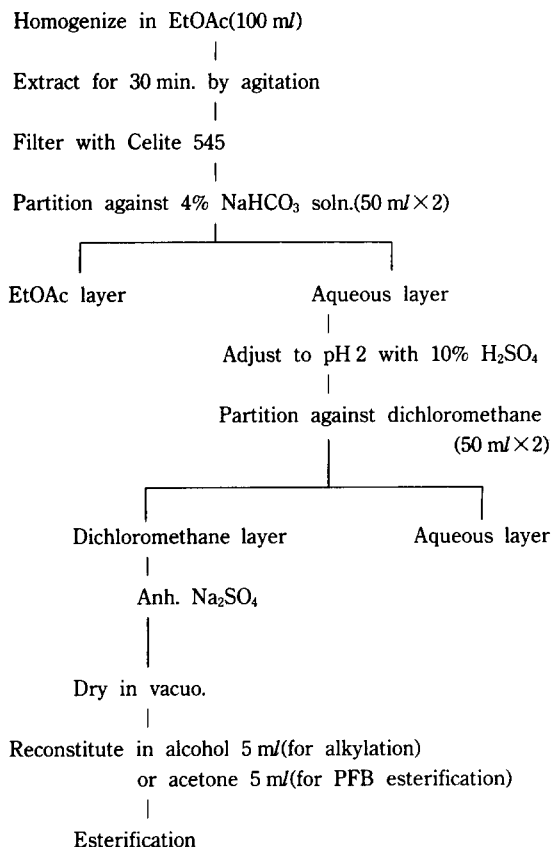 Homogenize in EtOAc(100 ml)
Extract for 30 min. by agitation
Filter with Celite 545
Partition against 4% NaHCO₃ soln.(50 ml×2)
EtOAc layer
Aqueous layer
Adjust to pH 2 with 10% H₂SO₄
Partition against dichloromethane
(50 ml×2)
Dichloromethane layer
Aqueous layer
Anh. Na₂SO₄
Dry in vacuo.
Reconstitute in alcohol 5 ml(for alkylation)
or acetone 5 ml(for PFB esterification)
Esterification